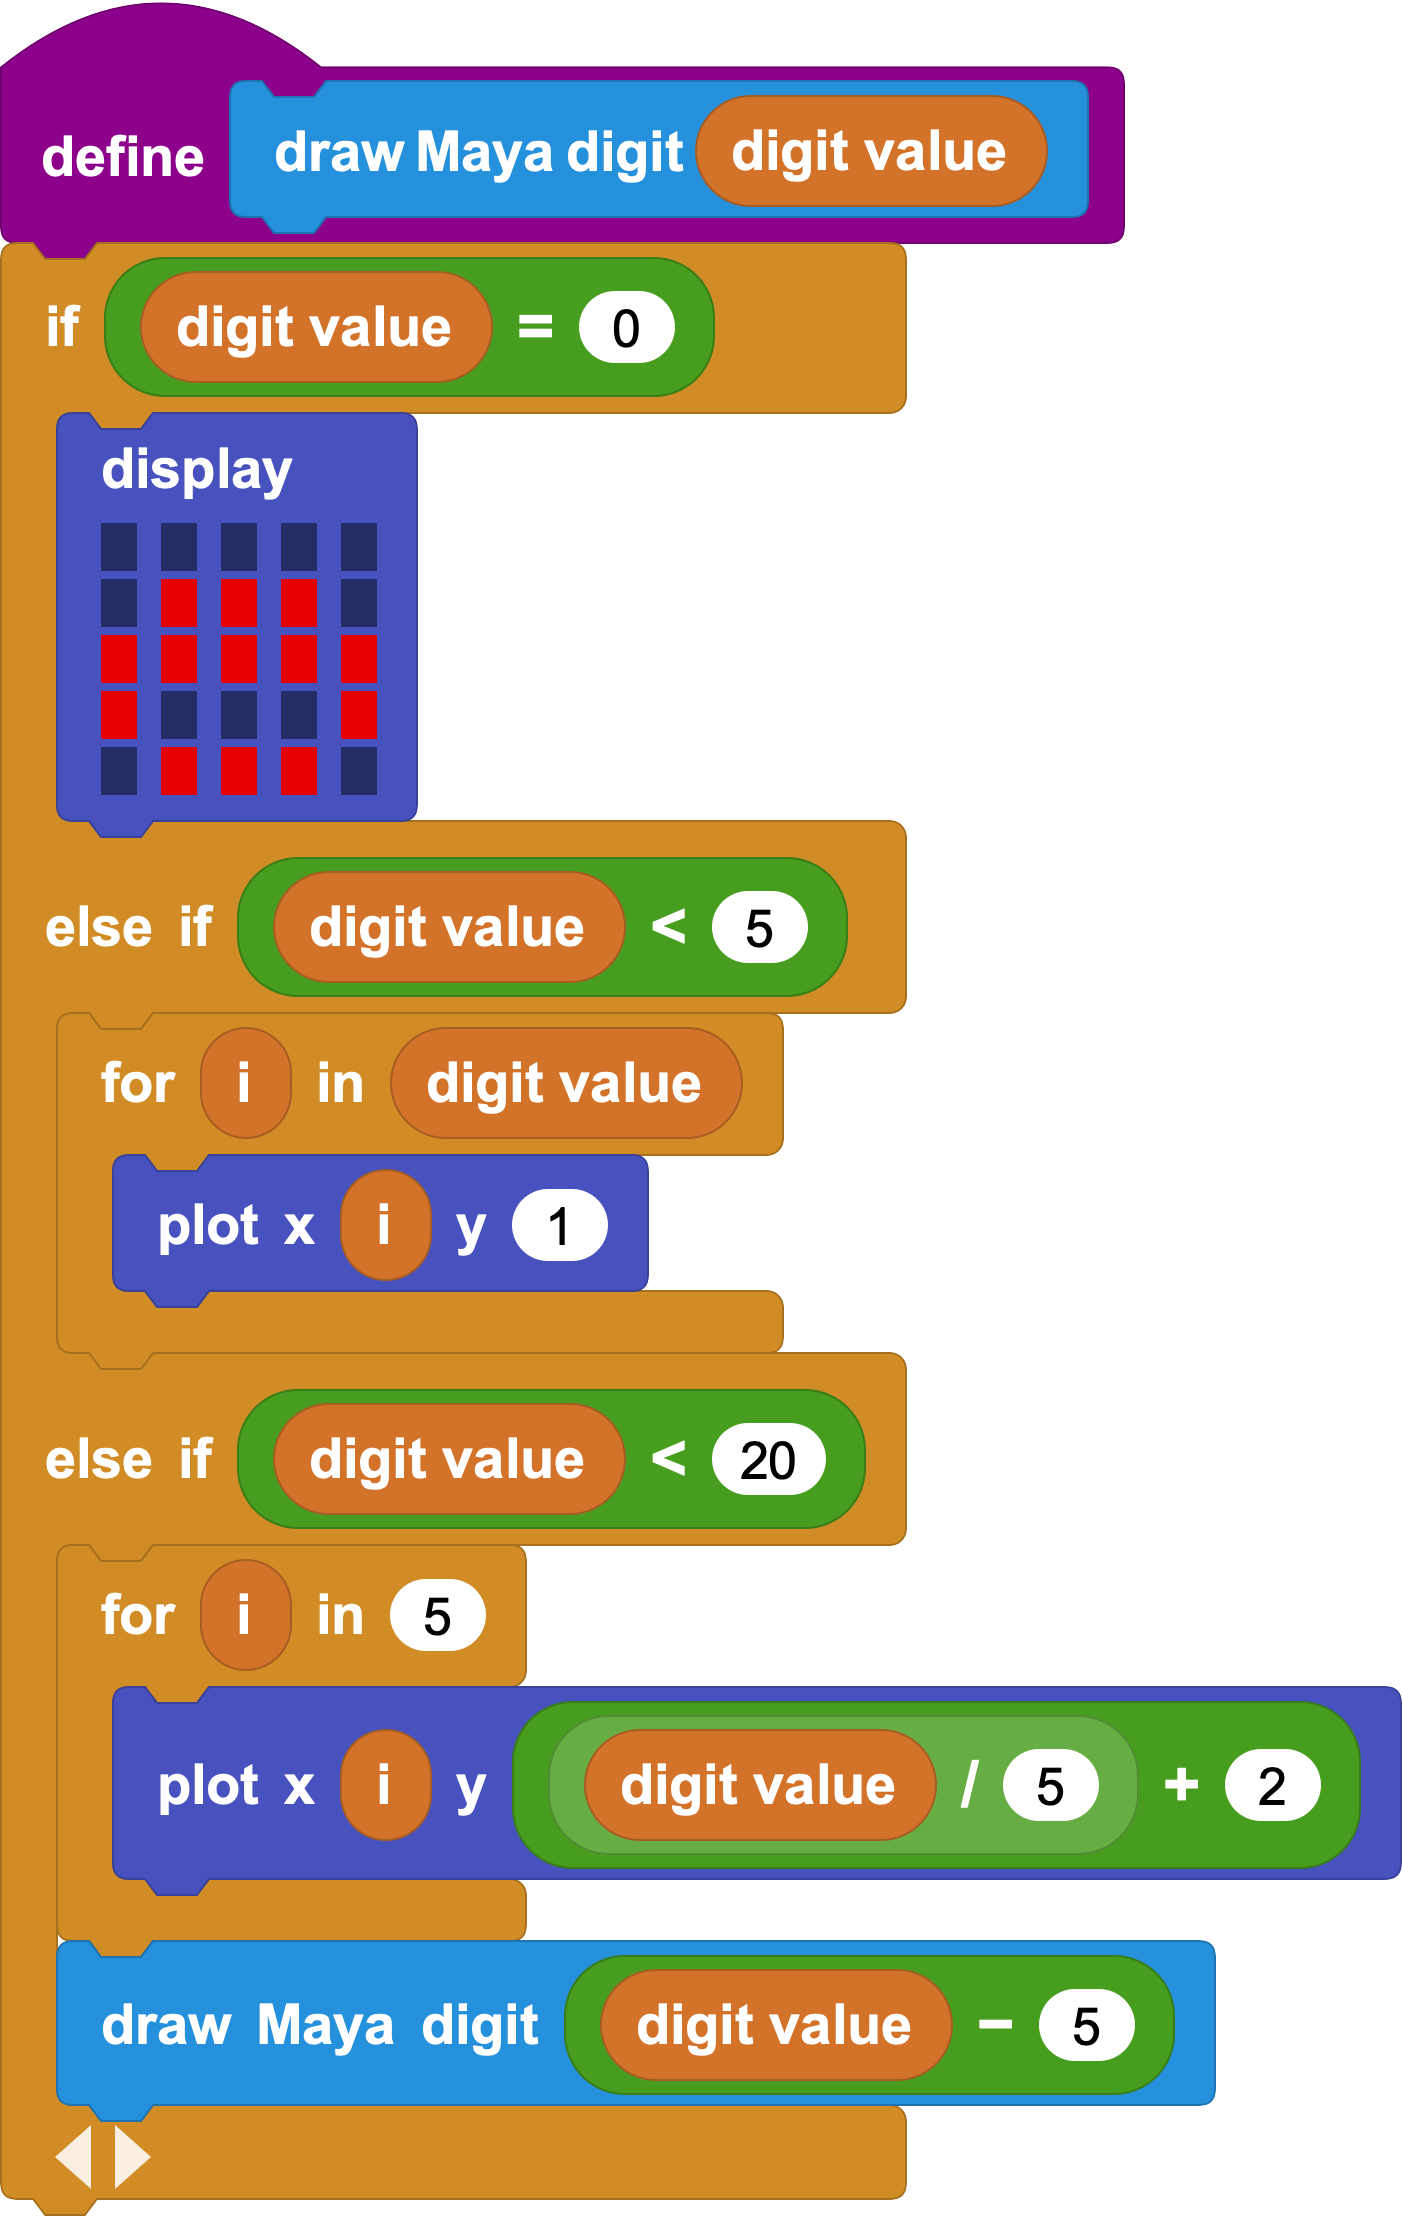 define draw Maya digit digit value
if digit value = 0
display
else if digit value < 5
for i in digit value
plot x i y 1
else if digit value < 20
for i in 5
plot x i y digit value / 5 + 2
draw Maya digit digit value − 5